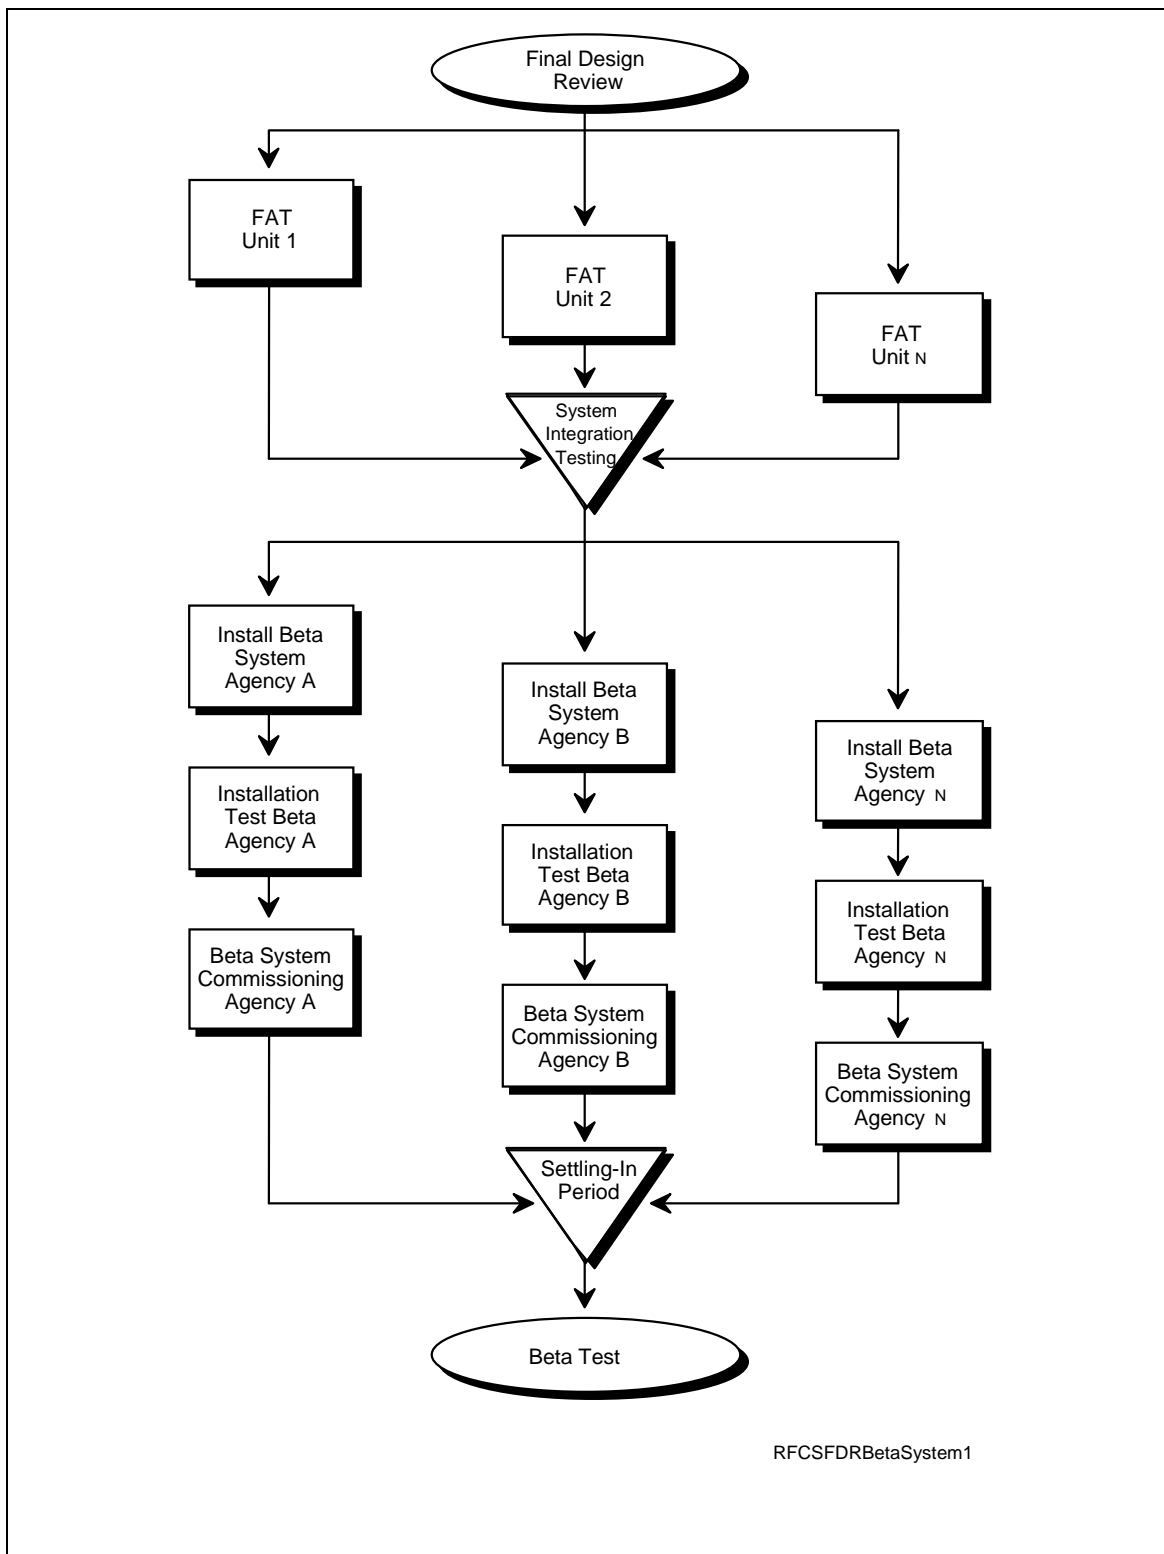 Final Design
Review
FAT
Unit 1
FAT
Unit 2
FAT
Unit N
System
Integration
Testing
Install Beta
System
Agency A
Install Beta
System
Agency B
Install Beta
System
Agency N
Installation
Test Beta
Agency A
Installation
Test Beta
Agency B
Installation
Test Beta
Agency N
Beta System
Commissioning
Agency A
Beta System
Commissioning
Agency B
Beta System
Commissioning
Agency N
Settling-In
Period
Beta Test
RFCSFDRBetaSystem1